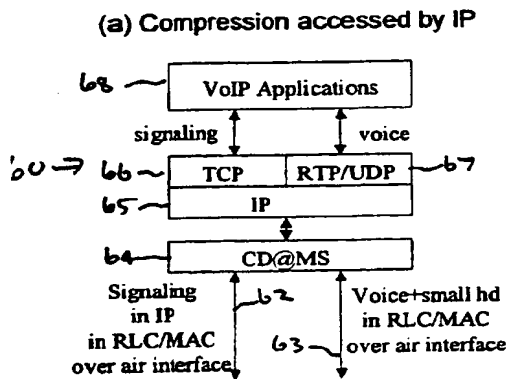 (a) Compression accessed by IP
68
VoIP Applications
signaling
voice
60
66
TCP
RTP/UDP
67
65
IP
64
CD@MS
Signaling
in IP
in RLC/MAC
over air interface
62
Voice+small hd
in RLC/MAC
over air interface
63